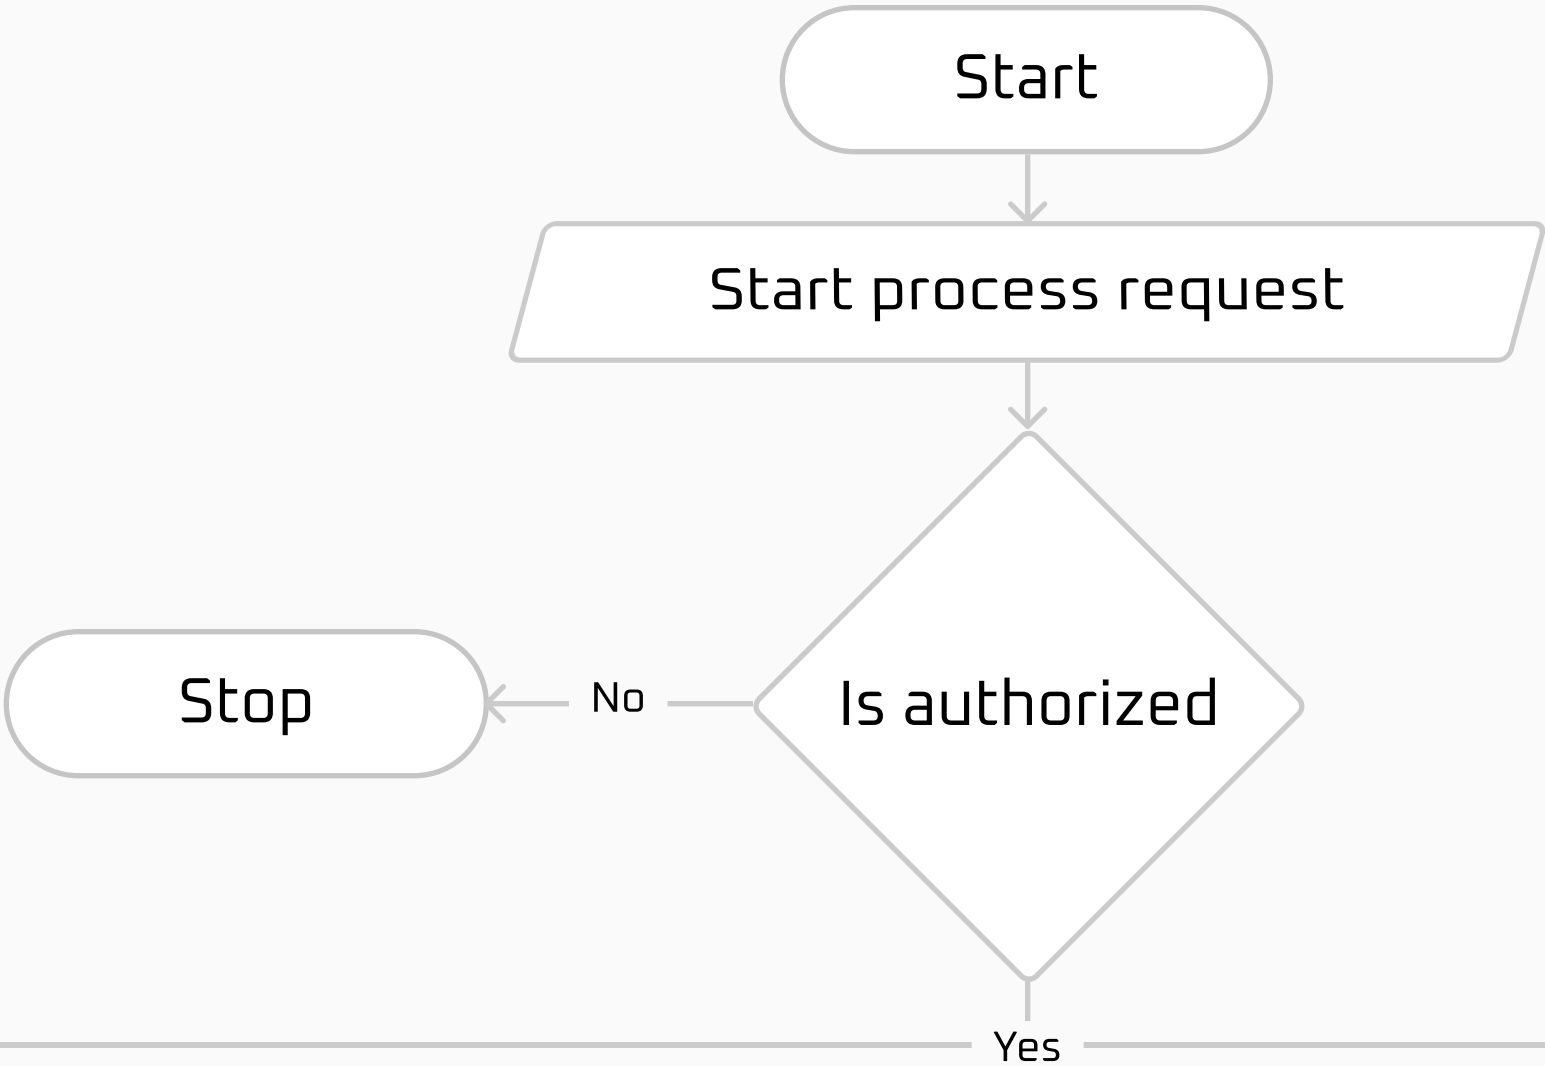 Start
Start process request
Is authorized
No
Stop
Yes